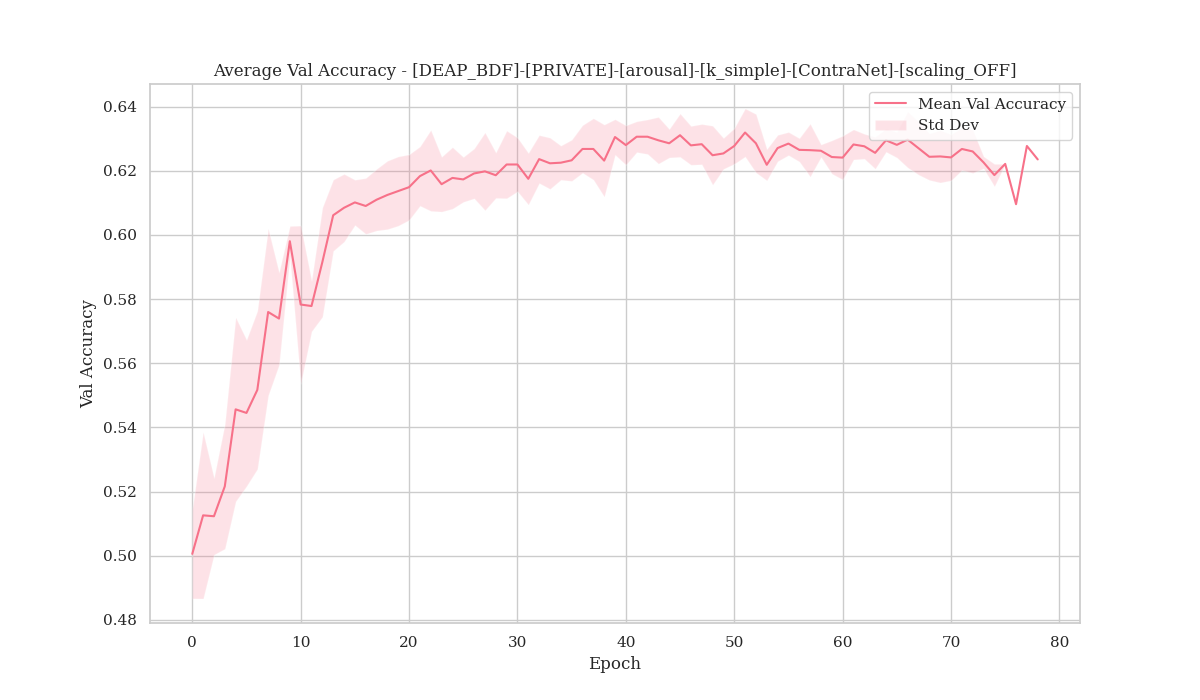 Average Val Accuracy - [DEAP_BDF]-[PRIVATE]-[arousal]-[k_simple]-[ContraNet]-[scaling_OFF]
Mean Val Accuracy
Std Dev
0.64
0.62
0.60
0.58
0.56
0.54
0.52
0.50
0.48
Val Accuracy
0 10 20 30 40 50 60 70 80
Epoch